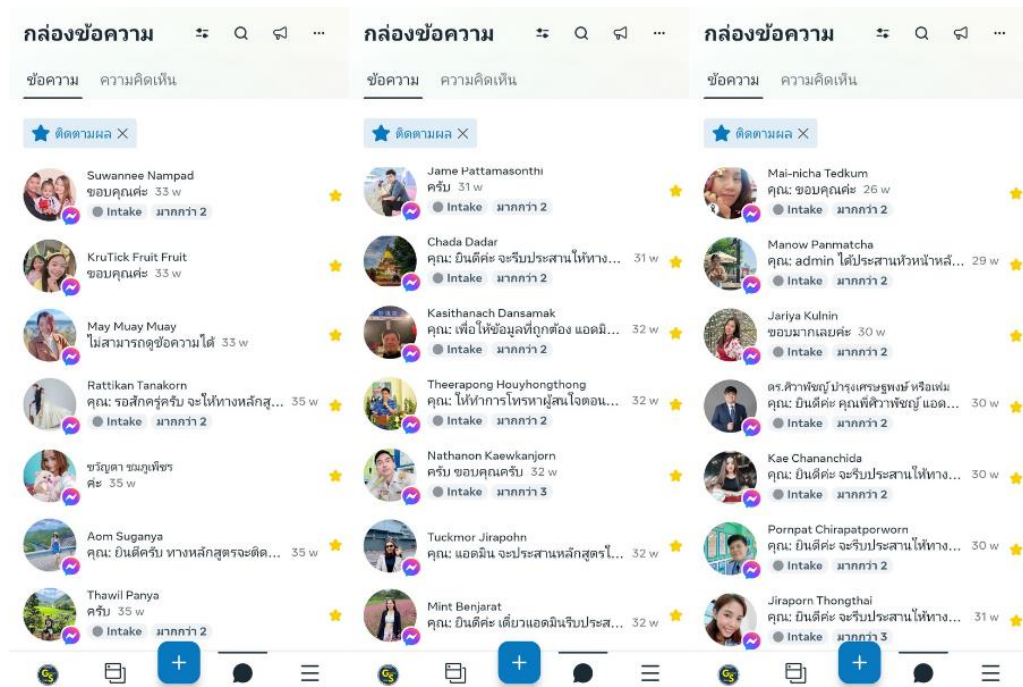 กล่องข้อความ
ข้อความ ความคิดเห็น
ติดตามผล
Suwannee Nampad
ขอบคุณค่ะ 33 w
Intake มากกว่า 2
KruTick Fruit Fruit
ขอบคุณค่ะ 33 w
May Muay Muay
ไม่สามารถดูข้อความได้ 33 w
Rattikan Tanakorn
คุณ: รอสักครู่ครับ จะให้ทางหลักสู... 35 w
Intake มากกว่า 2
ขวัญตา ชมภูเพ็ชร
ค่ะ 35 w
Aom Suganya
คุณ: ยินดีครับ ทางหลักสูตรจะติด... 35 w
Thawil Panya
ครับ 35 w
Intake มากกว่า 2
กล่องข้อความ
ข้อความ ความคิดเห็น
ติดตามผล
Jame Pattamasonthi
ครับ 31 w
Intake มากกว่า 2
Chada Dadar
คุณ: ยินดีค่ะ จะรีบประสานให้ทาง... 31 w
Intake มากกว่า 2
Kasithanach Dansamak
คุณ: เพื่อให้ข้อมูลที่ถูกต้อง แอดมิ... 32 w
Intake มากกว่า 2
Theerapong Houyhongthong
คุณ: ให้ทำการโทรหาผู้สนใจตอน... 32 w
Intake มากกว่า 2
Nathanon Kaewkanjorn
ครับ ขอบคุณครับ 32 w
Intake มากกว่า 3
Tuckmor Jirapohn
คุณ: แอดมิน จะประสานหลักสูตรใ... 32 w
Mint Benjarat
คุณ: ยินดีค่ะ เดี๋ยวแอดมินรีบประส... 32 w
กล่องข้อความ
ข้อความ ความคิดเห็น
ติดตามผล
Mai-nicha Tedkum
คุณ: ขอบคุณค่ะ 26 w
Intake มากกว่า 2
Manow Panmatcha
คุณ: admin ได้ประสานหัวหน้าหลั... 29 w
Intake มากกว่า 2
Jariya Kulnin
ขอบมากเลยค่ะ 30 w
Intake มากกว่า 2
ดร.ศิวาพัชญ์ บำรุงเศรษฐพงษ์ หรือเฟม
คุณ: ยินดีค่ะ คุณพี่ศิวาพัชญ์ แอด... 30 w
Intake มากกว่า 2
Kae Chananchida
คุณ: ยินดีค่ะ จะรีบประสานให้ทาง... 30 w
Intake มากกว่า 2
Pornpat Chirapatporworn
คุณ: ยินดีค่ะ จะรีบประสานให้ทาง... 30 w
Intake มากกว่า 2
Jiraporn Thongthai
คุณ: ยินดีค่ะ จะรีบประสานให้ทาง... 31 w
Intake มากกว่า 3